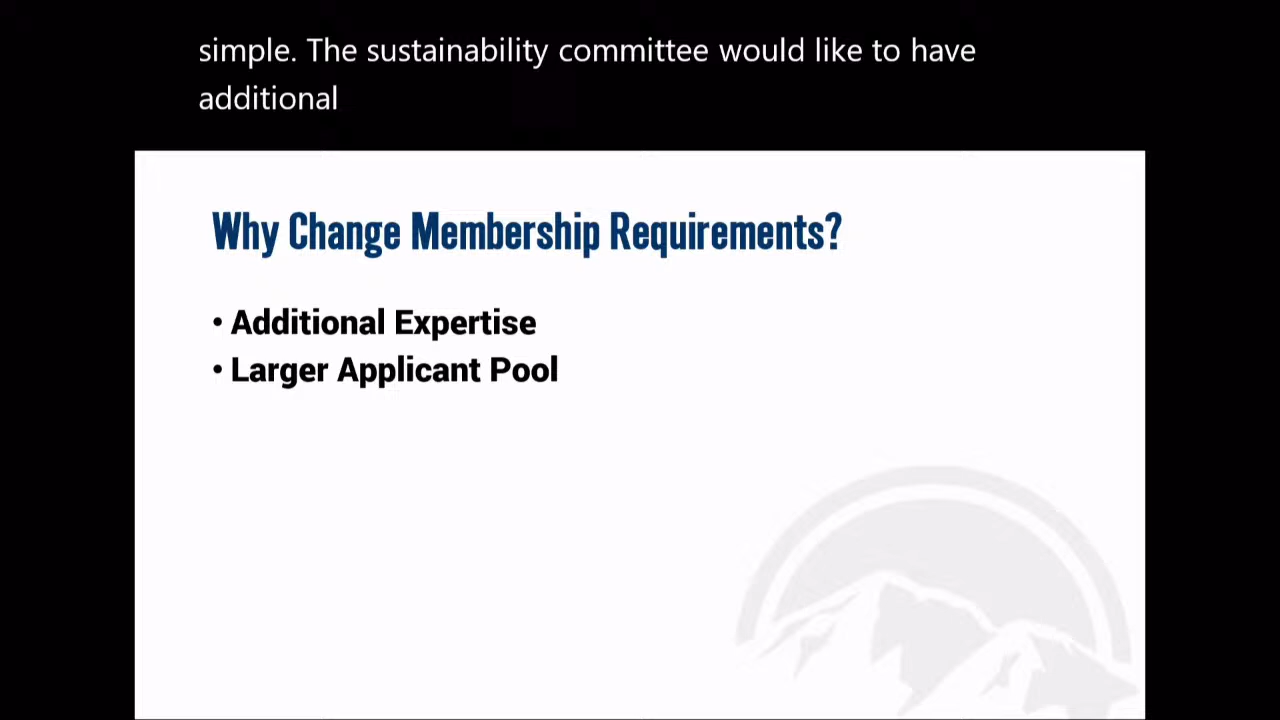 simple. The sustainability committee would like to have
additional
Why Change Membership Requirements?
• Additional Expertise
• Larger Applicant Pool